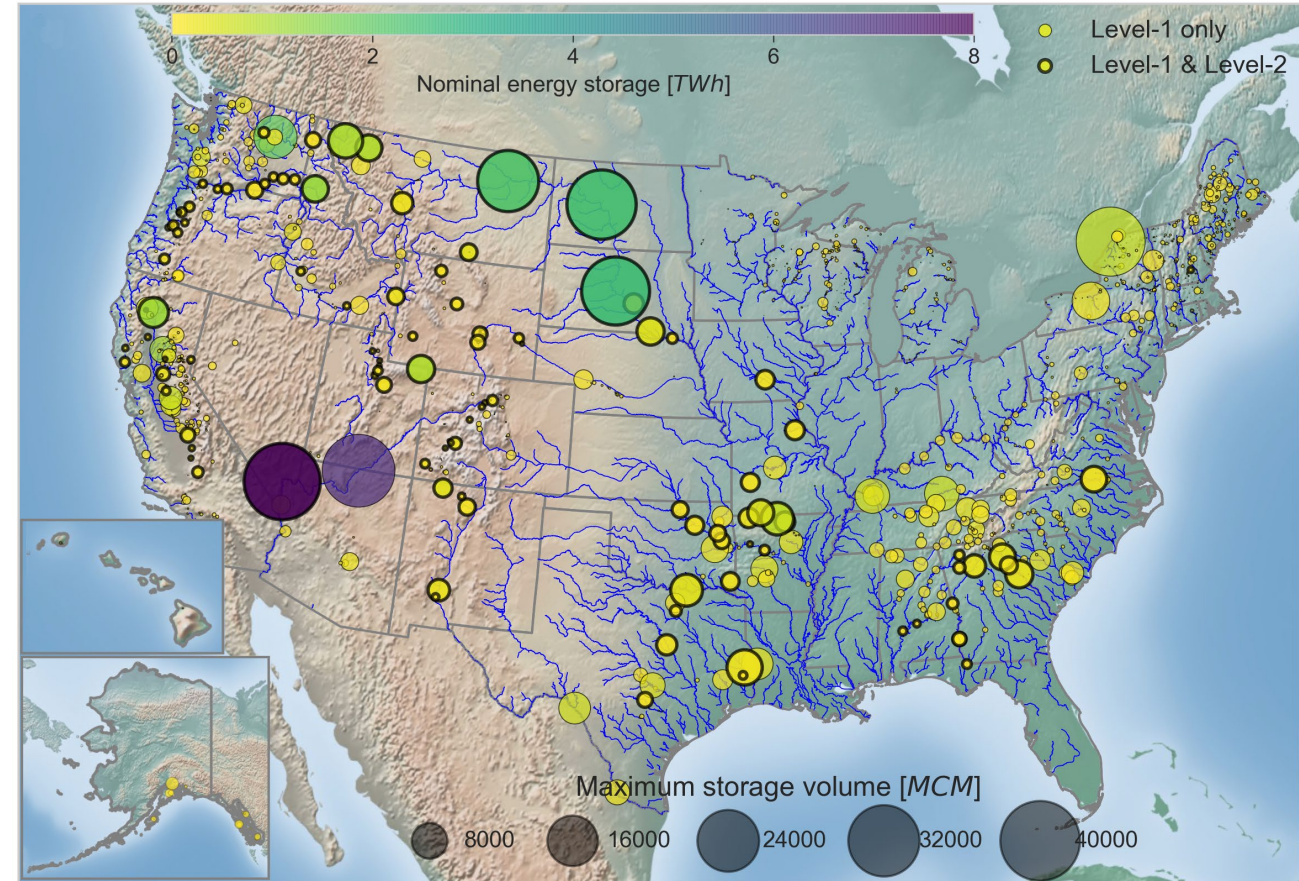 0 2 4 6 8
Nominal energy storage [TWh]
Level-1 only
Level-1 & Level-2
Maximum storage volume [MCM]
8000 16000 24000 32000 40000